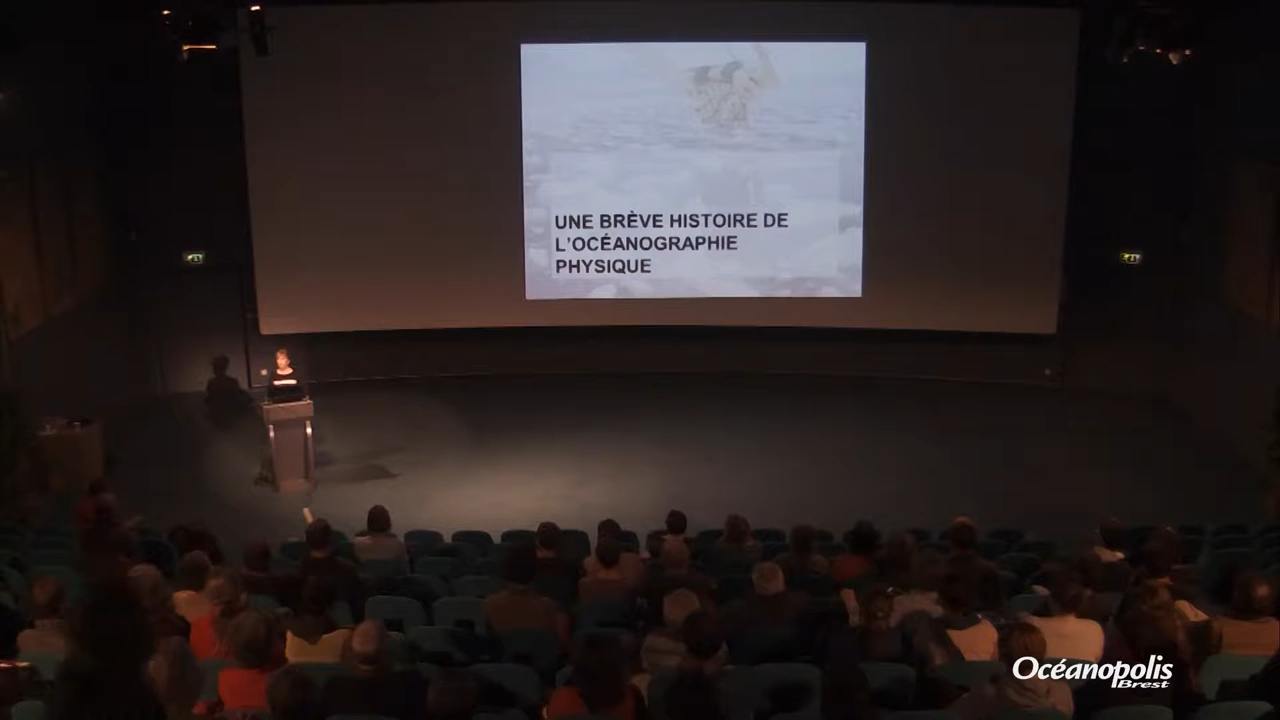 UNE BRÈVE HISTOIRE DE
L'OCÉANOGRAPHIE
PHYSIQUE
Océanopolis
Brest